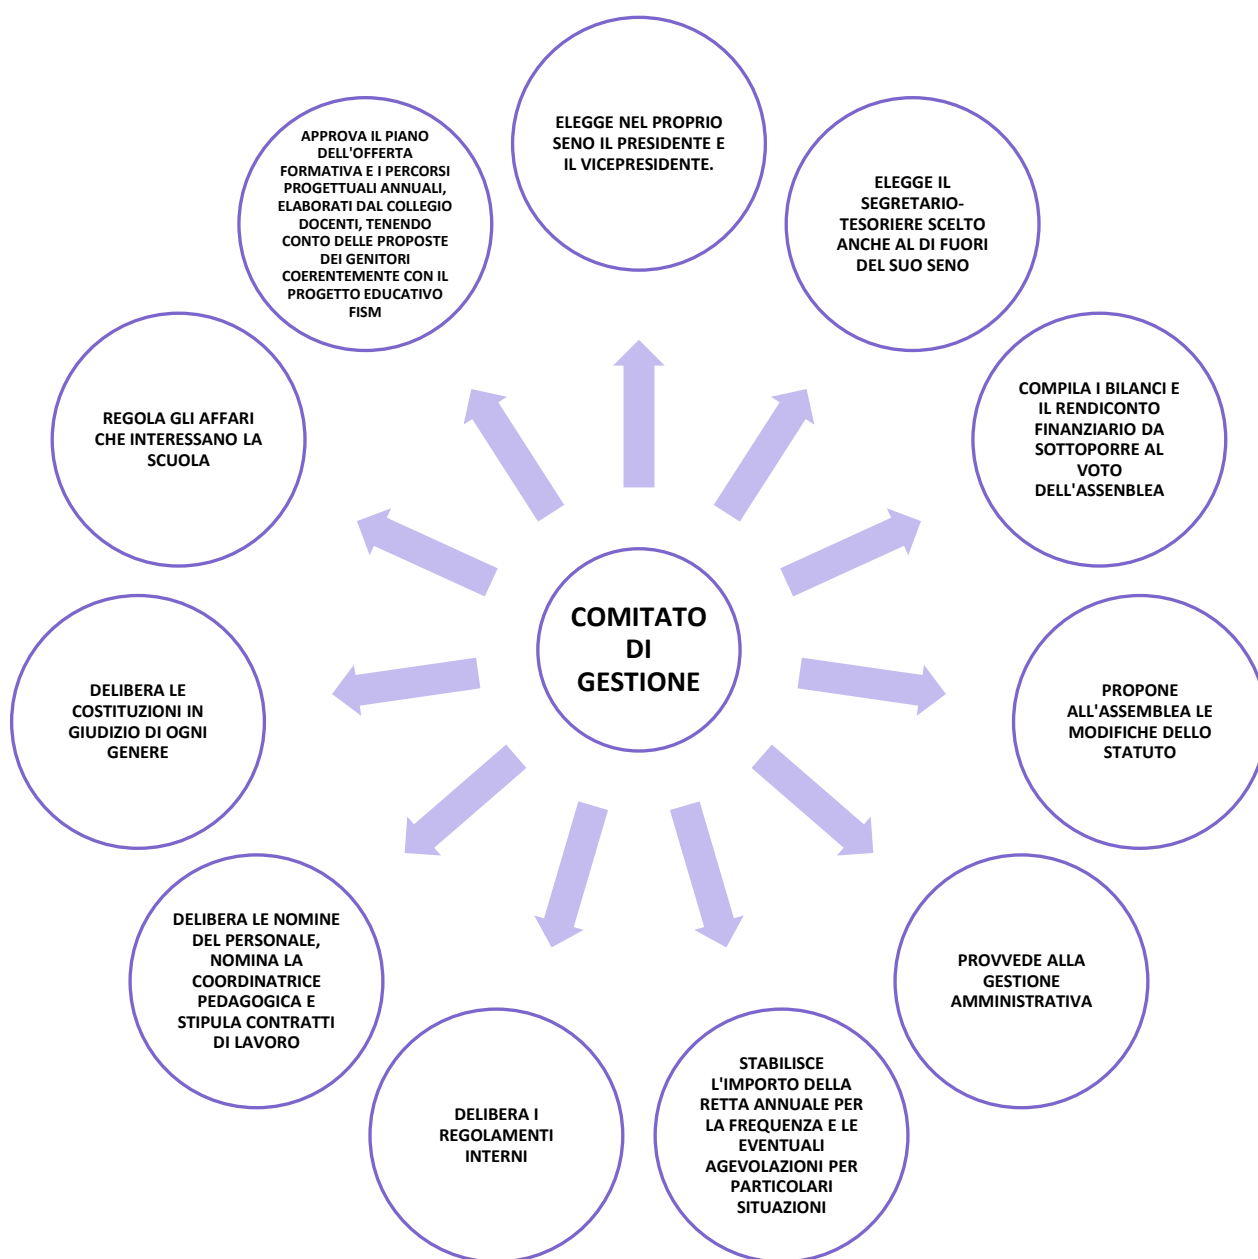 ELEGGE NEL PROPRIO
SENO IL PRESIDENTE E
IL VICEPRESIDENTE.
ELEGGE IL
SEGRETARIO-
TESORIERE SCELTO
ANCHE AL DI FUORI
DEL SUO SENO
COMPILA I BILANCI E
IL RENDICONTO
FINANZIARIO DA
SOTTOPORRE AL
VOTO
DELL'ASSENBLEA
PROPONE
ALL'ASSEMBLEA LE
MODIFICHE DELLO
STATUTO
PROVVEDE ALLA
GESTIONE
AMMINISTRATIVA
STABILISCE
L'IMPORTO DELLA
RETTA ANNUALE PER
LA FREQUENZA E LE
EVENTUALI
AGEVOLAZIONI PER
PARTICOLARI
SITUAZIONI
DELIBERA I
REGOLAMENTI
INTERNI
DELIBERA LE NOMINE
DEL PERSONALE,
NOMINA LA
COORDINATRICE
PEDAGOGICA E
STIPULA CONTRATTI
DI LAVORO
DELIBERA LE
COSTITUZIONI IN
GIUDIZIO DI OGNI
GENERE
REGOLA GLI AFFARI
CHE INTERESSANO LA
SCUOLA
APPROVA IL PIANO
DELL'OFFERTA
FORMATIVA E I PERCORSI
PROGETTUALI ANNUALI,
ELABORATI DAL COLLEGIO
DOCENTI, TENENDO
CONTO DELLE PROPOSTE
DEI GENITORI
COERENTEMENTE CON IL
PROGETTO EDUCATIVO
FISM
COMITATO
DI
GESTIONE